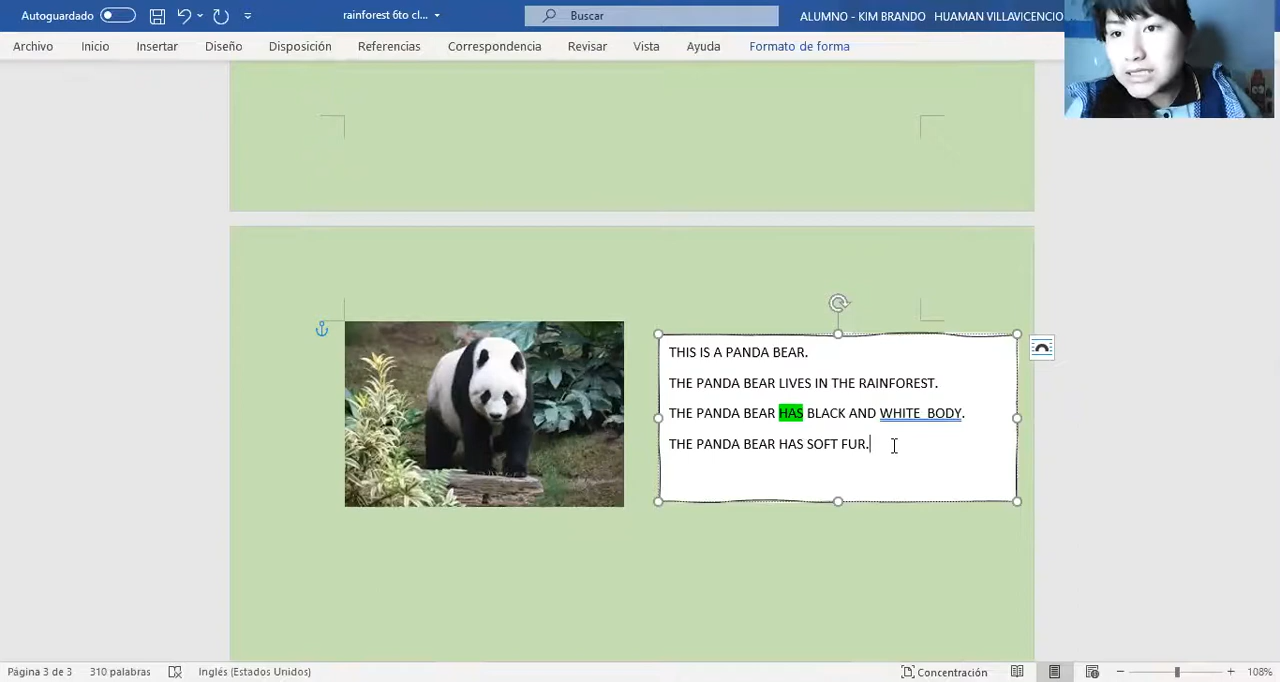 Autoguardado
rainforest 6to cl...
Buscar
ALUMNO - KIM BRANDO HUAMAN VILLAVICENCIO
Archivo Inicio Insertar Diseño Disposición Referencias Correspondencia Revisar Vista Ayuda Formato de forma
THIS IS A PANDA BEAR.
THE PANDA BEAR LIVES IN THE RAINFOREST.
THE PANDA BEAR HAS BLACK AND WHITE  BODY.
THE PANDA BEAR HAS SOFT FUR.
Página 3 de 3 310 palabras Inglés (Estados Unidos) Concentración 108%